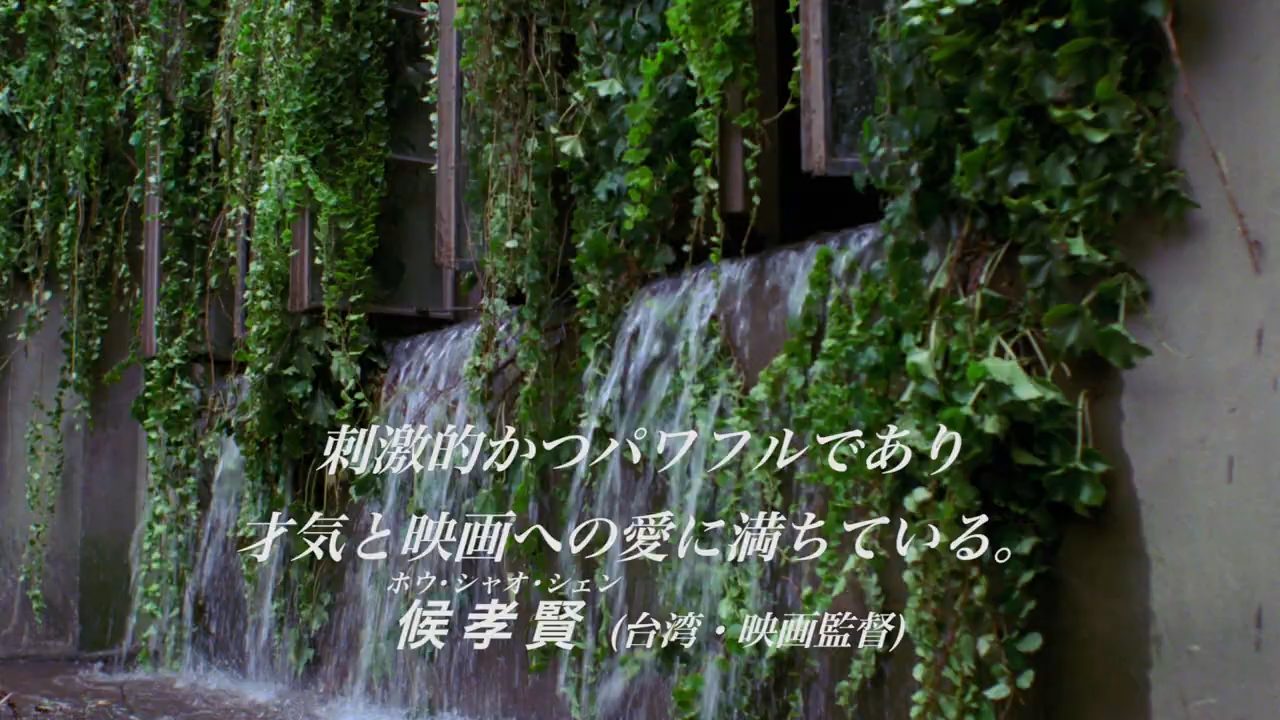 刺激的かつパワフルであり
才気と映画への愛に満ちている。
ホウ・シャオ・シェン
候孝賢 (台湾・映画監督)